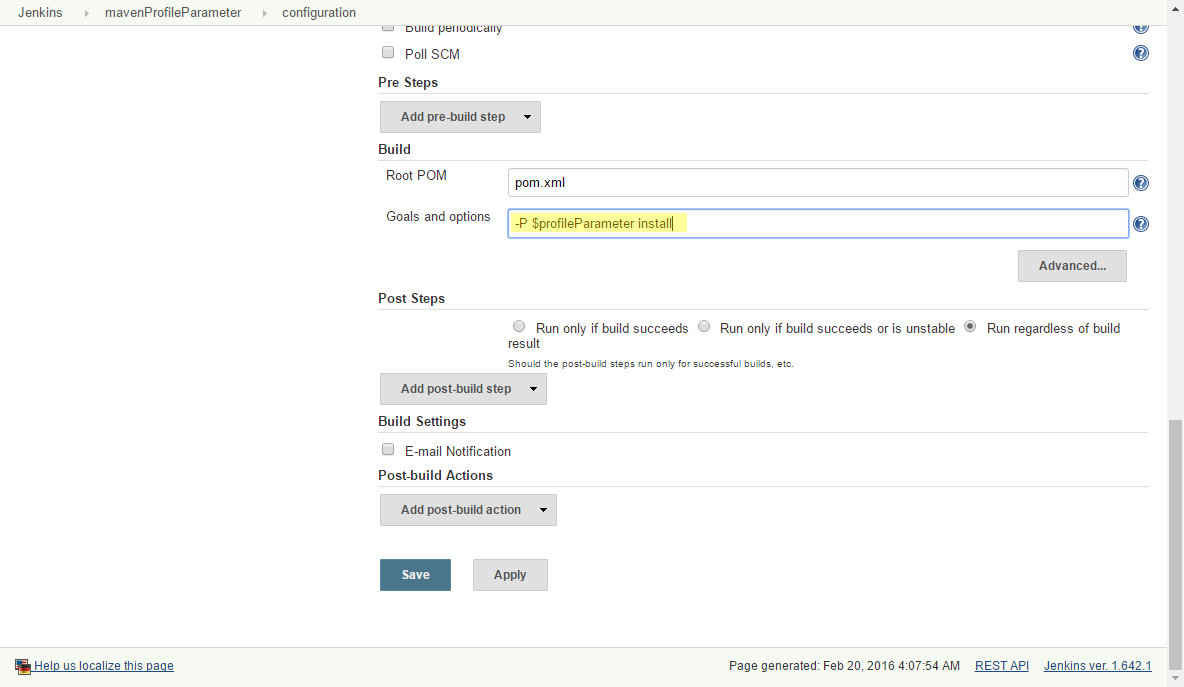 Jenkins mavenProfileParameter configuration
Build periodically
Poll SCM
Pre Steps
Add pre-build step
Build
Root POM pom.xml
Goals and options -P $profileParameter install
Advanced...
Post Steps
Run only if build succeeds Run only if build succeeds or is unstable Run regardless of build
result
Should the post-build steps run only for successful builds, etc.
Add post-build step
Build Settings
E-mail Notification
Post-build Actions
Add post-build action
Save Apply
Help us localize this page Page generated: Feb 20, 2016 4:07:54 AM REST API Jenkins ver. 1.642.1